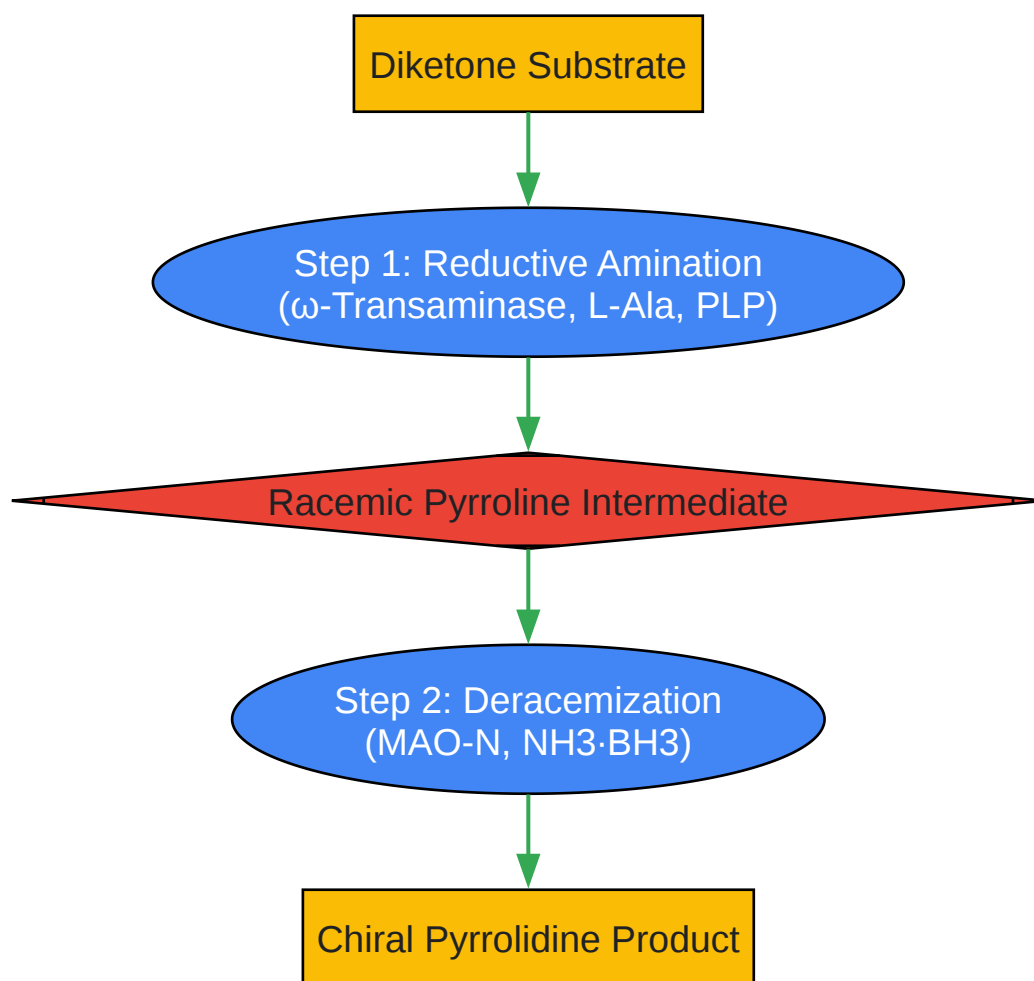 Diketone Substrate
Step 1: Reductive Amination
(ω-Transaminase, L-Ala, PLP)
Racemic Pyrroline Intermediate
Step 2: Deracemization
(MAO-N, NH3·BH3)
Chiral Pyrrolidine Product